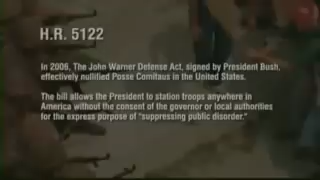 H.R. 5122
In 2006, The John Warner Defense Act, signed by President Bush,
effectively nullified Posse Comitaus in the United States.
The bill allows the President to station troops anywhere in
America without the consent of the governor or local authorities
for the express purpose of "suppressing public disorder."